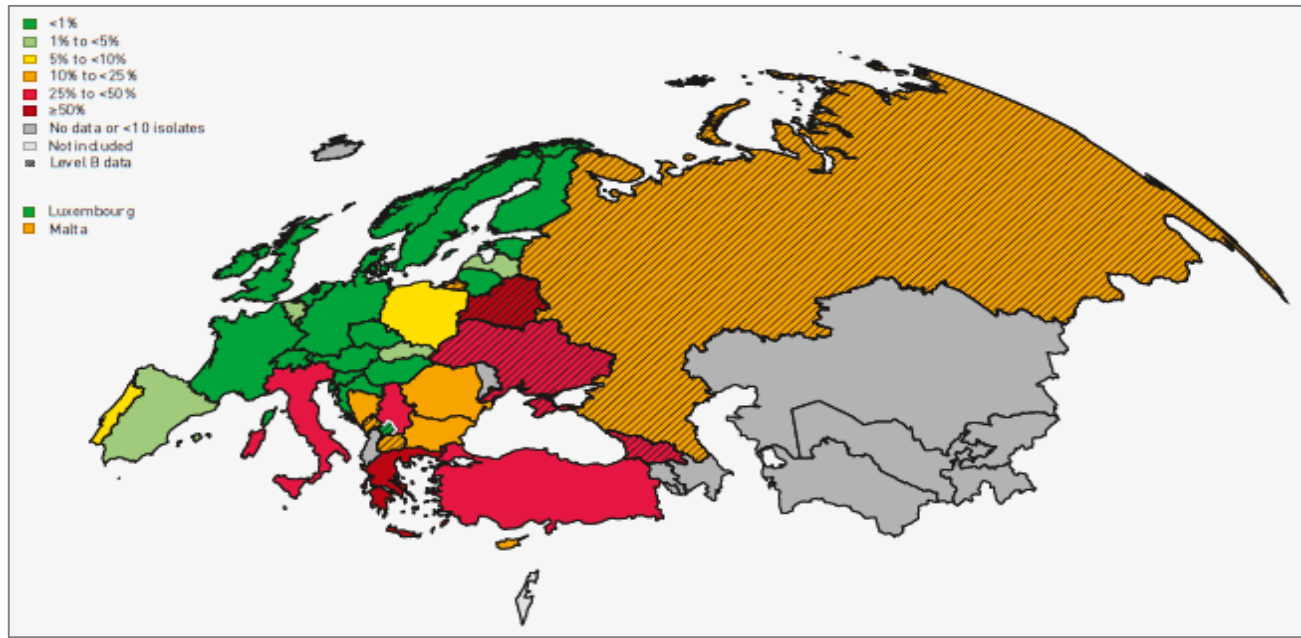 <1%
1% to <5%
5% to <10%
10% to <25%
25% to <50%
≥50%
No data or <10 isolates
Not included
Level B data
Luxembourg
Malta